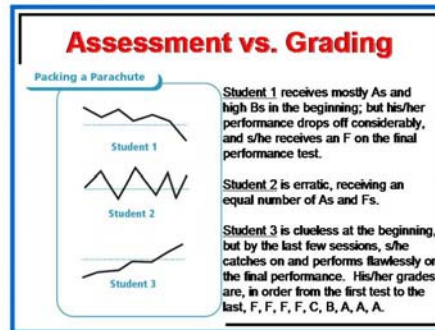 Assessment vs. Grading
Packing a Parachute
Student 1
Student 2
Student 3
Student 1 receives mostly As and
high Bs in the beginning; but his/her
performance drops off considerably,
and s/he receives an F on the final
performance test.
Student 2 is erratic, receiving an
equal number of As and Fs.
Student 3 is clueless at the beginning,
but by the last few sessions, s/he
catches on and performs flawlessly on
the final performance. His/her grades
are, in order from the first test to the
last, F, F, F, F, C, B, A, A, A.